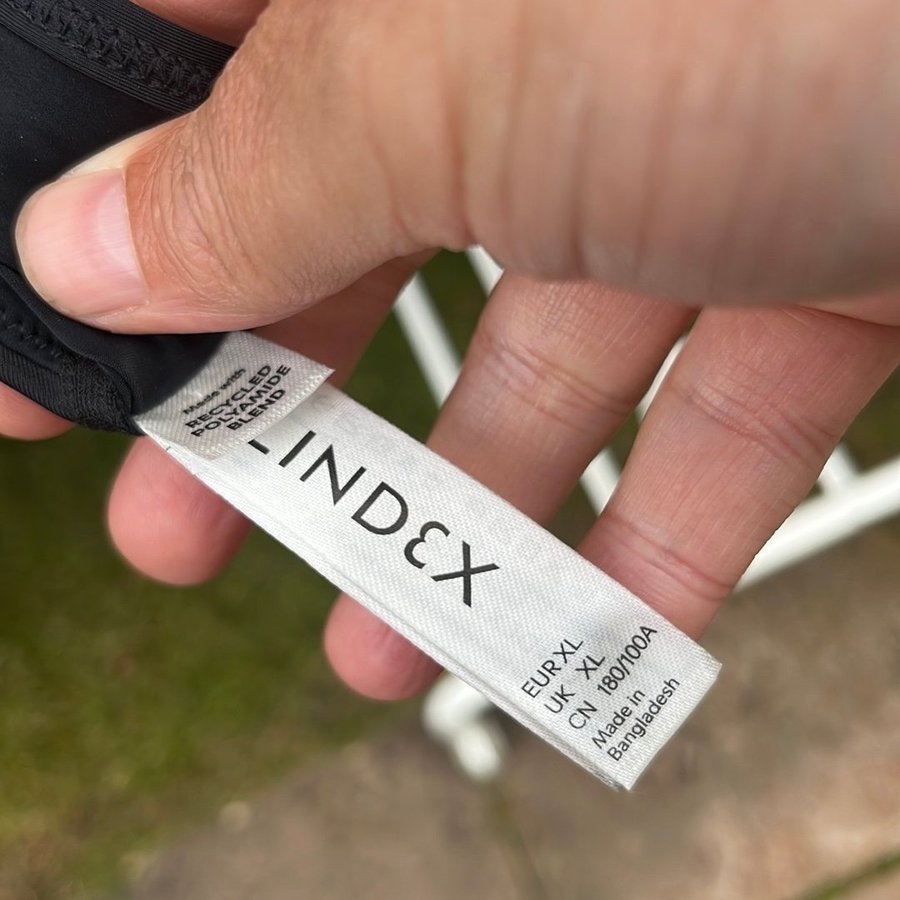 Made with
RECYCLED
POLYAMIDE
BLEND
LINDEX
EUR XL
UK XL
CN 180/100A
Made in
Bangladesh